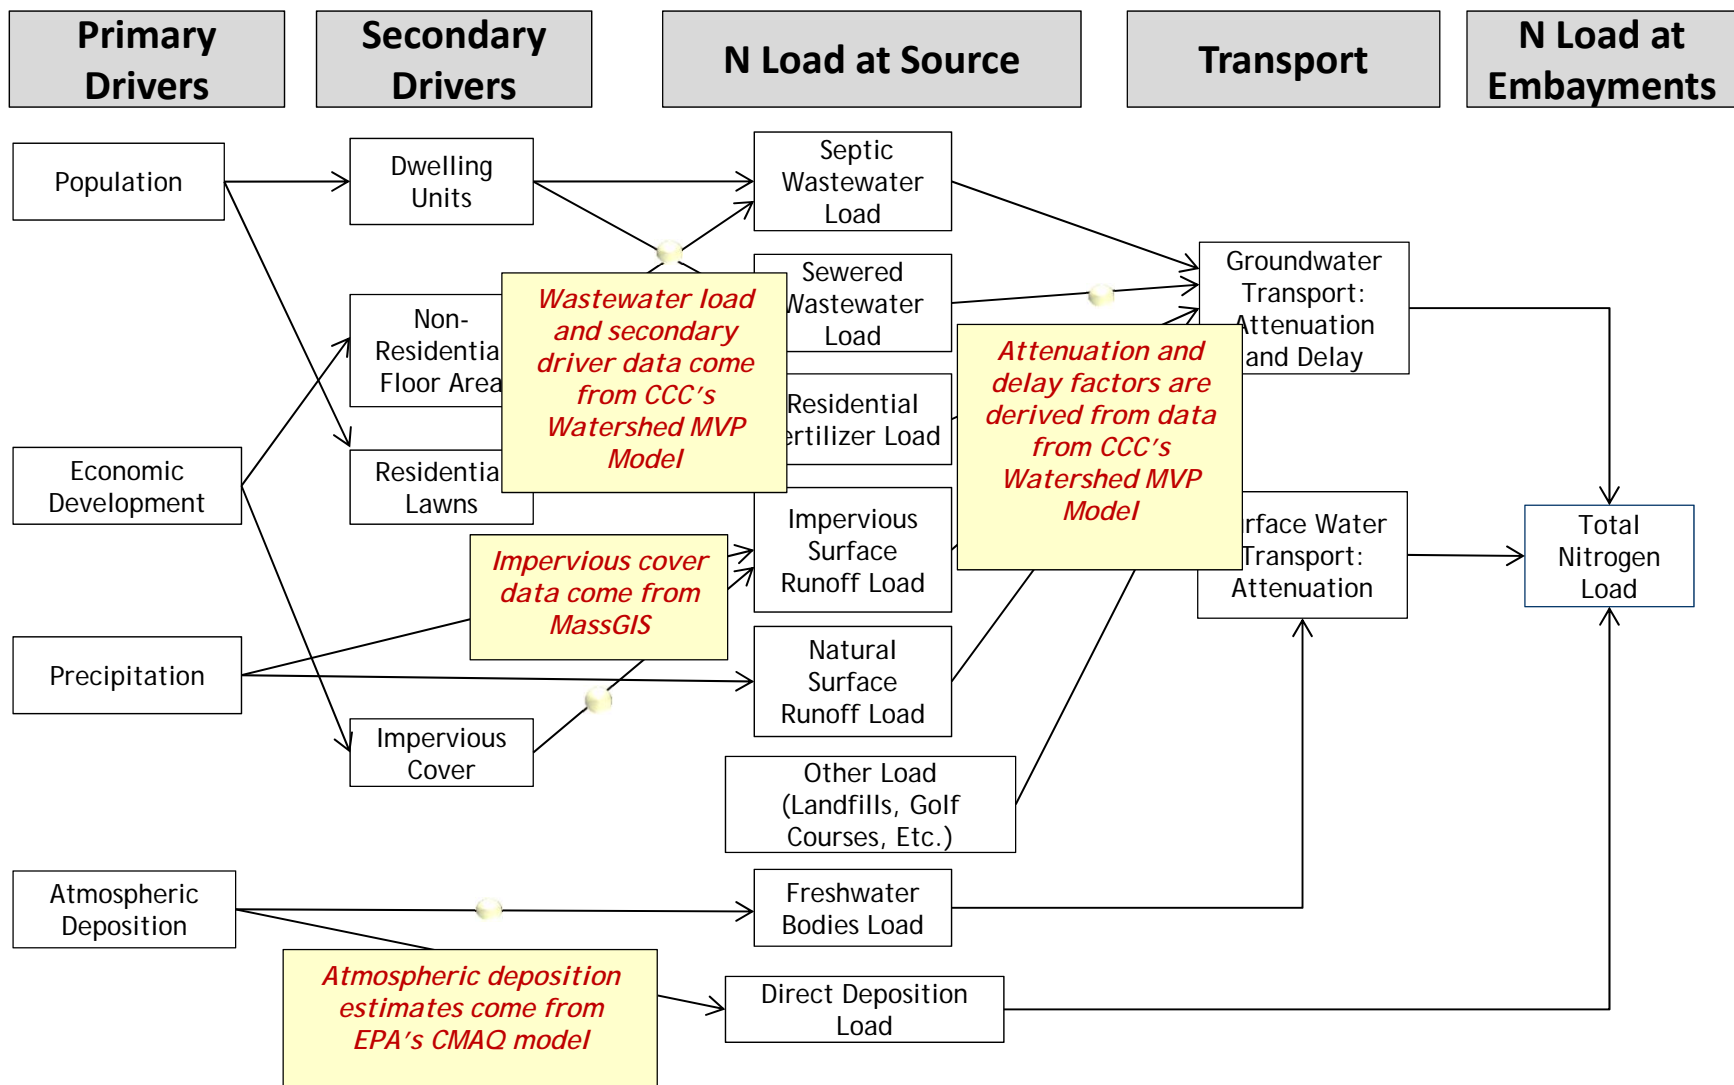 Primary
Drivers
Secondary
Drivers
N Load at Source
Transport
N Load at
Embayments
Population
Dwelling
Units
Septic
Wastewater
Load
Sewered
Wastewater
Load
Groundwater
Transport:
Attenuation
and Delay
Non-
Residential
Floor Area
Wastewater load
and secondary
driver data come
from CCC's
Watershed MVP
Model
Attenuation and
delay factors are
derived from data
from CCC's
Watershed MVP
Model
Residential
Fertilizer Load
Economic
Development
Residential
Lawns
Impervious
Surface
Runoff Load
Surface Water
Transport:
Attenuation
Total
Nitrogen
Load
Impervious cover
data come from
MassGIS
Precipitation
Natural
Surface
Runoff Load
Impervious
Cover
Other Load
(Landfills, Golf
Courses, Etc.)
Atmospheric
Deposition
Freshwater
Bodies Load
Atmospheric deposition
estimates come from
EPA's CMAQ model
Direct Deposition
Load